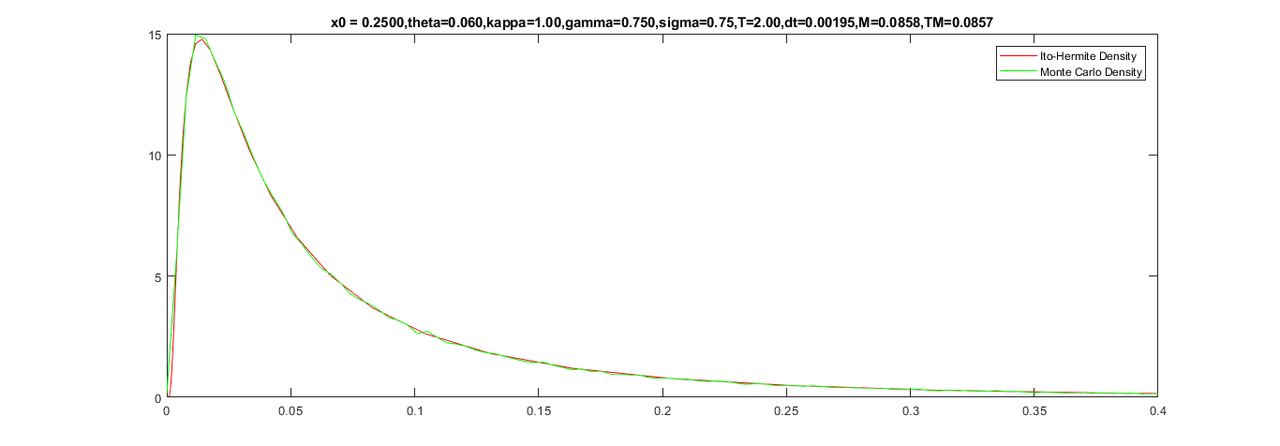 x0 = 0.2500,theta=0.060,kappa=1.00,gamma=0.750,sigma=0.75,T=2.00,dt=0.00195,M=0.0858,TM=0.0857
Ito-Hermite Density
Monte Carlo Density
15
10
5
0
0 0.05 0.1 0.15 0.2 0.25 0.3 0.35 0.4